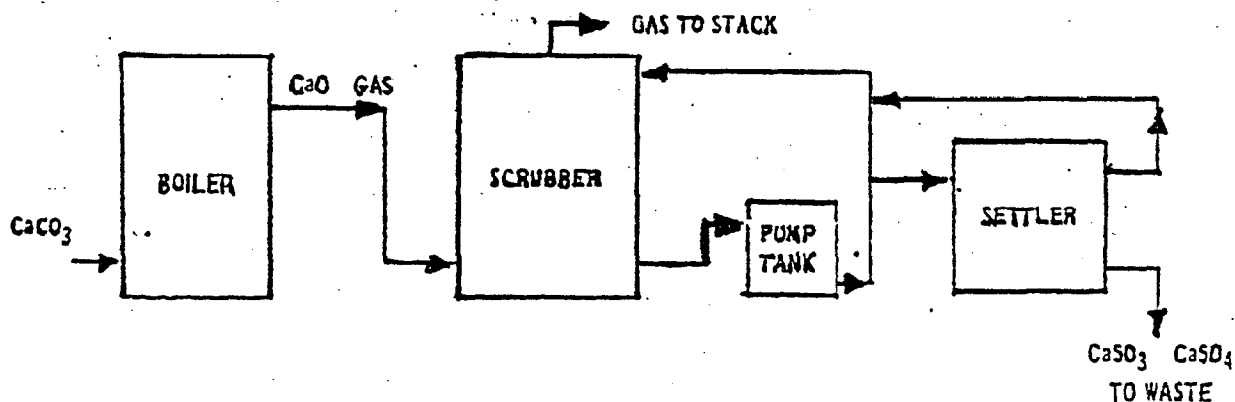 GAS TO STACK
CaO GAS
BOILER
SCRUBBER
CaCO3
PUMP
TANK
SETTLER
CaSO3 CaSO4
TO WASTE